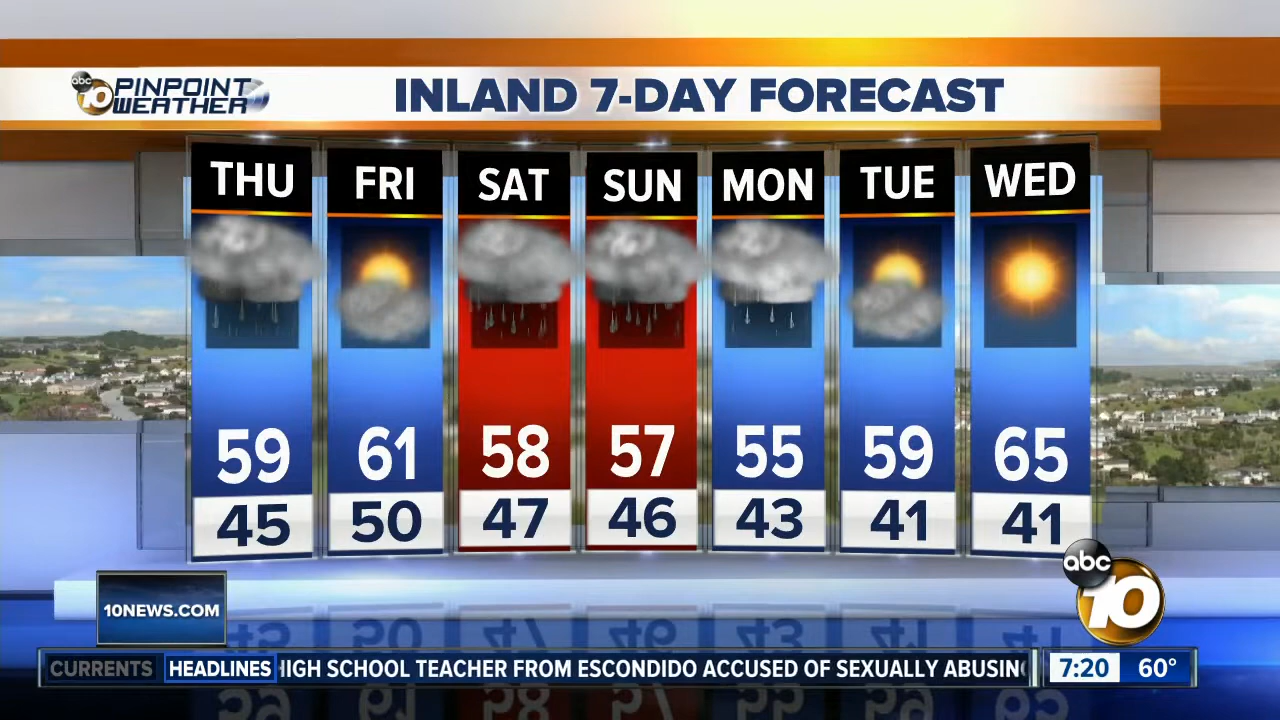 abc 10 PINPOINT WEATHER
INLAND 7-DAY FORECAST
THU FRI SAT SUN MON TUE WED
59 61 58 57 55 59 65
45 50 47 46 43 41 41
abc 10
10NEWS.COM
CURRENTS HEADLINES HIGH SCHOOL TEACHER FROM ESCONDIDO ACCUSED OF SEXUALLY ABUSIN
7:20 60°